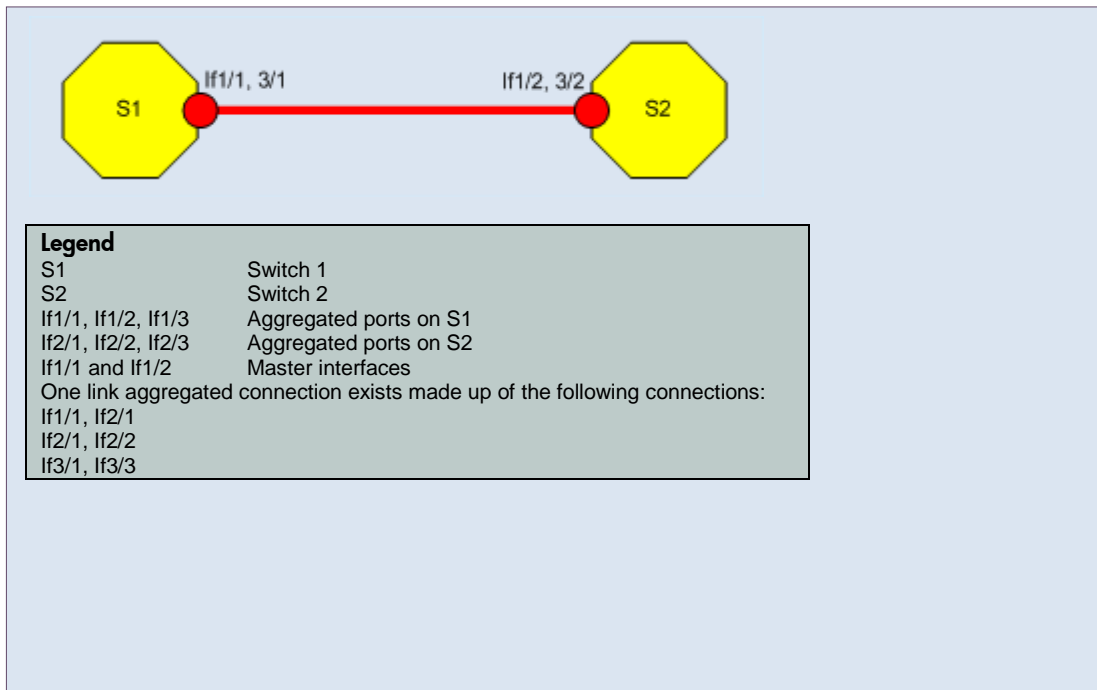 If1/1, 3/1
If1/2, 3/2
S1
S2
Legend
S1 Switch 1
S2 Switch 2
If1/1, If1/2, If1/3 Aggregated ports on S1
If2/1, If2/2, If2/3 Aggregated ports on S2
If1/1 and If1/2 Master interfaces
One link aggregated connection exists made up of the following connections:
If1/1, If2/1
If2/1, If2/2
If3/1, If3/3